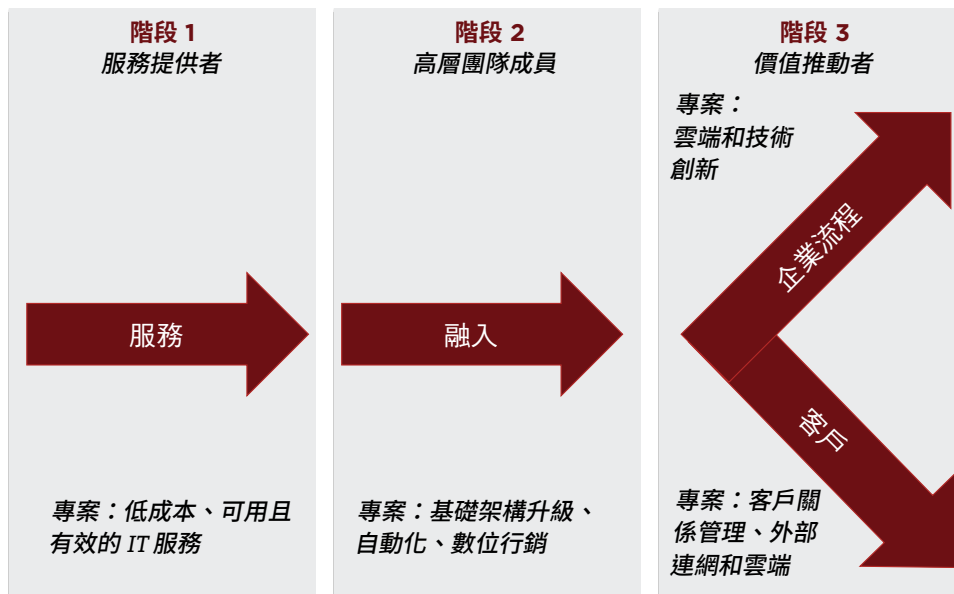 階段 1
服務提供者
服務
專案：低成本、可用且
有效的 IT 服務
階段 2
高層團隊成員
融入
專案：基礎架構升級、
自動化、數位行銷
階段 3
價值推動者
專案：
雲端和技術
創新
企業流程
客戶
專案：客戶關
係管理、外部
連網和雲端